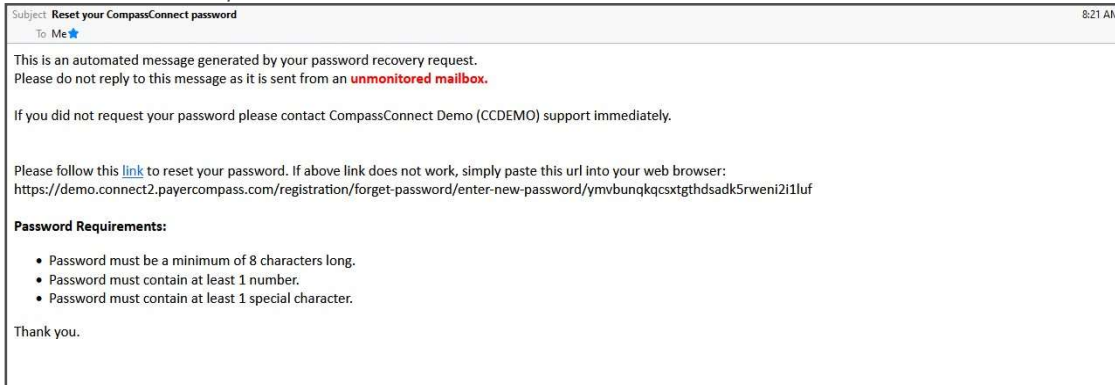 Subject Reset your CompassConnect password 8:21 AM
To Me
This is an automated message generated by your password recovery request.
Please do not reply to this message as it is sent from an unmonitored mailbox.
If you did not request your password please contact CompassConnect Demo (CCDEMO) support immediately.
Please follow this link to reset your password. If above link does not work, simply paste this url into your web browser:
https://demo.connect2.payercompass.com/registration/forget-password/enter-new-password/ymvbunqkqcsxtgthdsadk5rweni2i1luf
Password Requirements:
• Password must be a minimum of 8 characters long.
• Password must contain at least 1 number.
• Password must contain at least 1 special character.
Thank you.